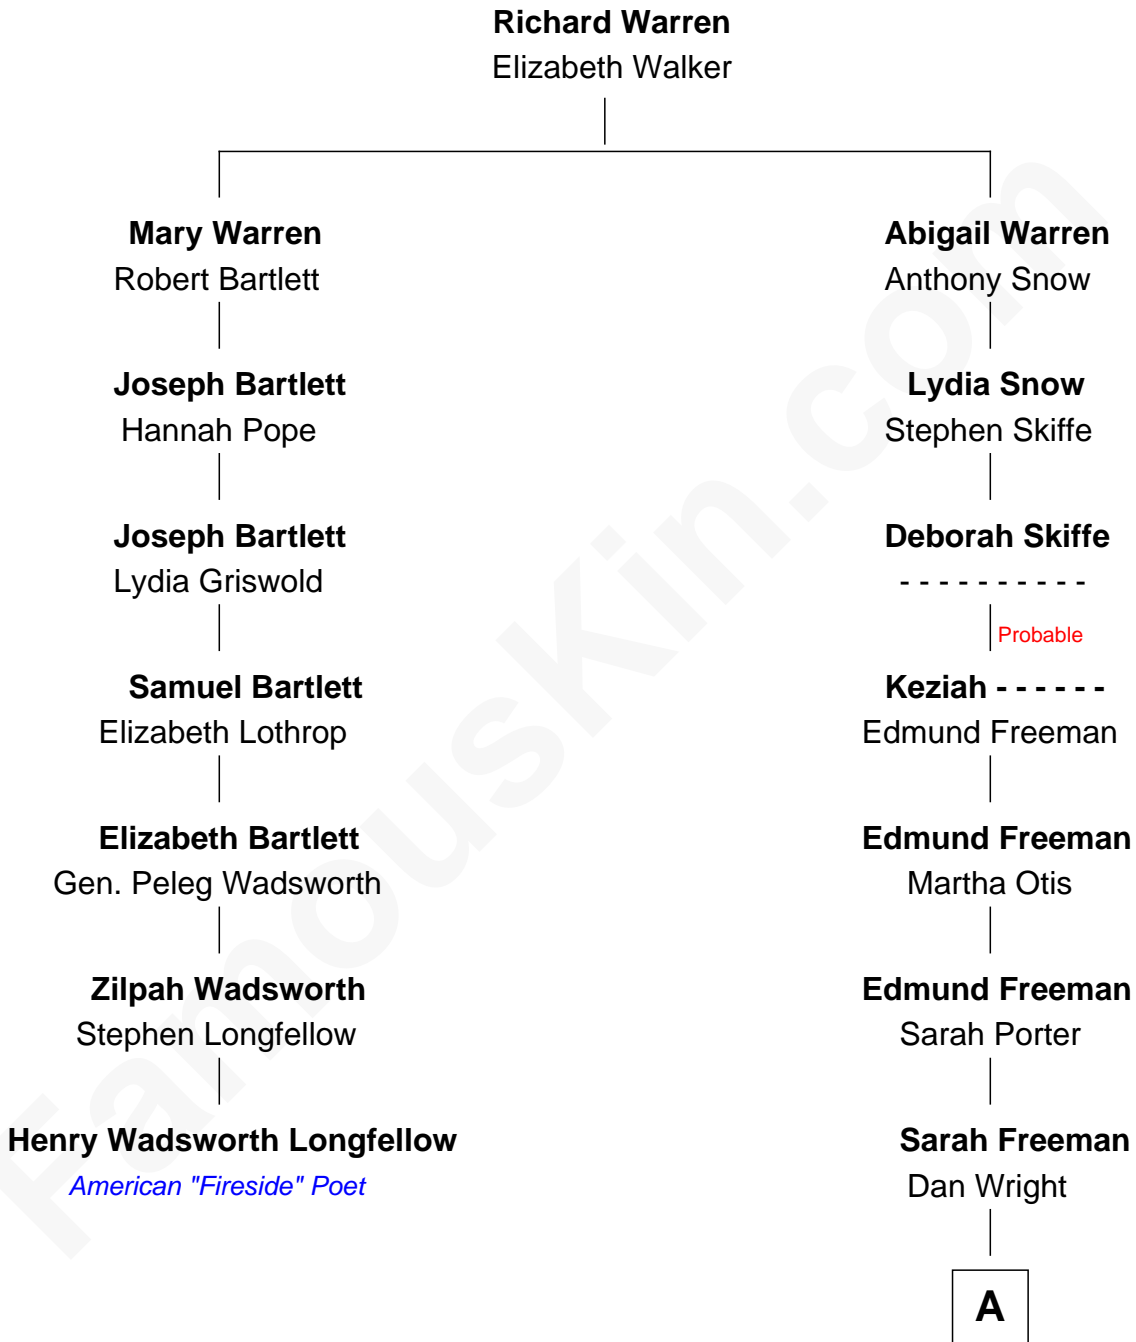 Richard Warren
Elizabeth Walker
Mary Warren
Robert Bartlett
Abigail Warren
Anthony Snow
Joseph Bartlett
Hannah Pope
Lydia Snow
Stephen Skiffe
Joseph Bartlett
Lydia Griswold
Deborah Skiffe
- - - - - - - - - -
Probable
Samuel Bartlett
Elizabeth Lothrop
Keziah - - - - - -
Edmund Freeman
Elizabeth Bartlett
Gen. Peleg Wadsworth
Edmund Freeman
Martha Otis
Zilpah Wadsworth
Stephen Longfellow
Edmund Freeman
Sarah Porter
Henry Wadsworth Longfellow
American "Fireside" Poet
Sarah Freeman
Dan Wright
A
FamousKin.com